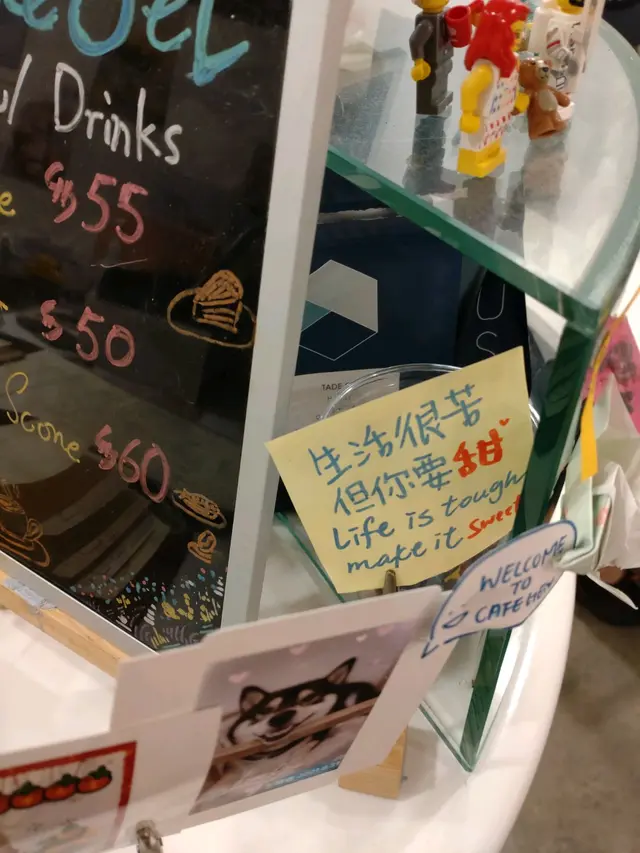 w/ Drinks
$55
$50
Scone $60
US
生活很苦
但你要甜
Life is tough
make it sweet
WELCOME
TO